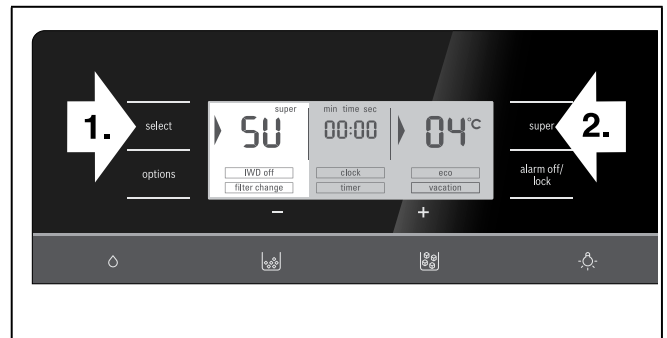 1.
select
options
super
SU
min time sec
00:00
04°C
IWD off
clock
eco
filter change
timer
vacation
−
+
super
2.
alarm off/
lock